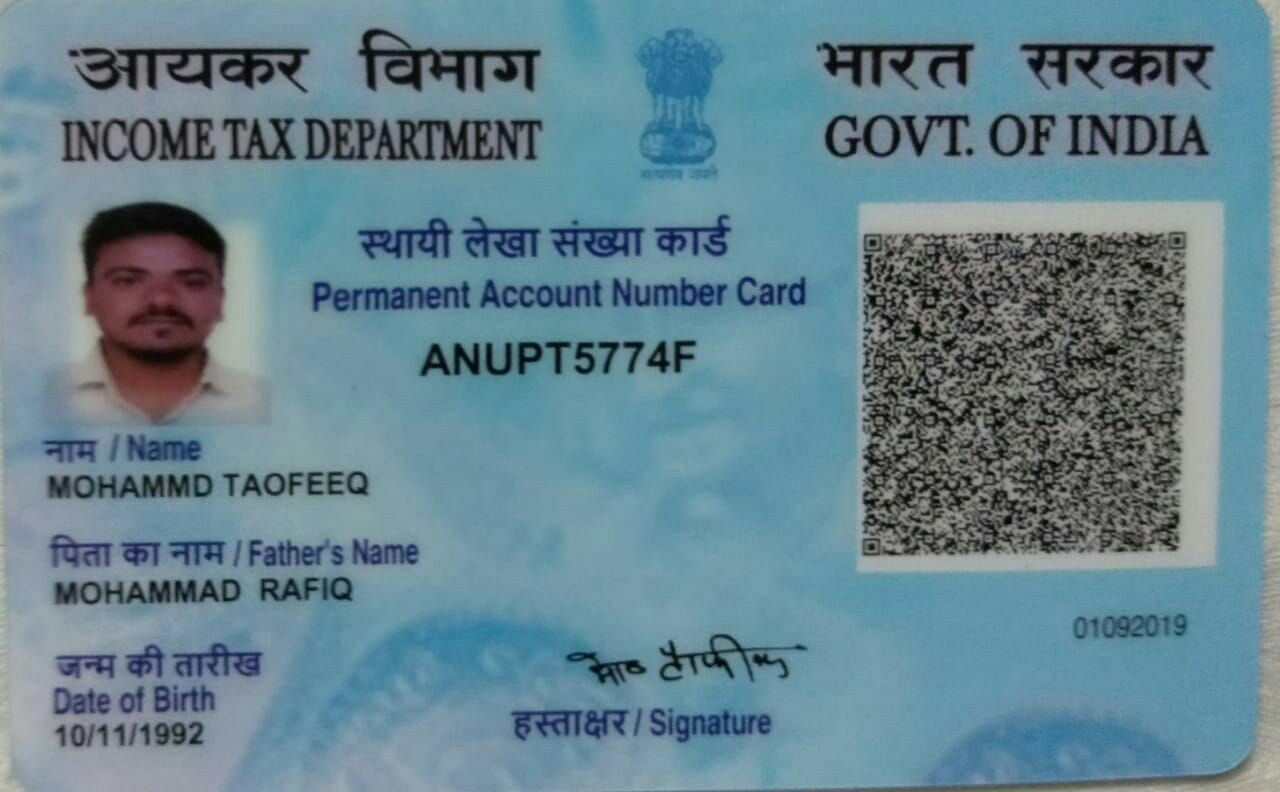 आयकर विभाग
INCOME TAX DEPARTMENT
सत्यमेव जयते
भारत सरकार
GOVT. OF INDIA
स्थायी लेखा संख्या कार्ड
Permanent Account Number Card
ANUPT5774F
नाम / Name
MOHAMMD TAOFEEQ
पिता का नाम / Father's Name
MOHAMMAD RAFIQ
जन्म की तारीख
Date of Birth
10/11/1992
मो० टाफीक
हस्ताक्षर / Signature
01092019